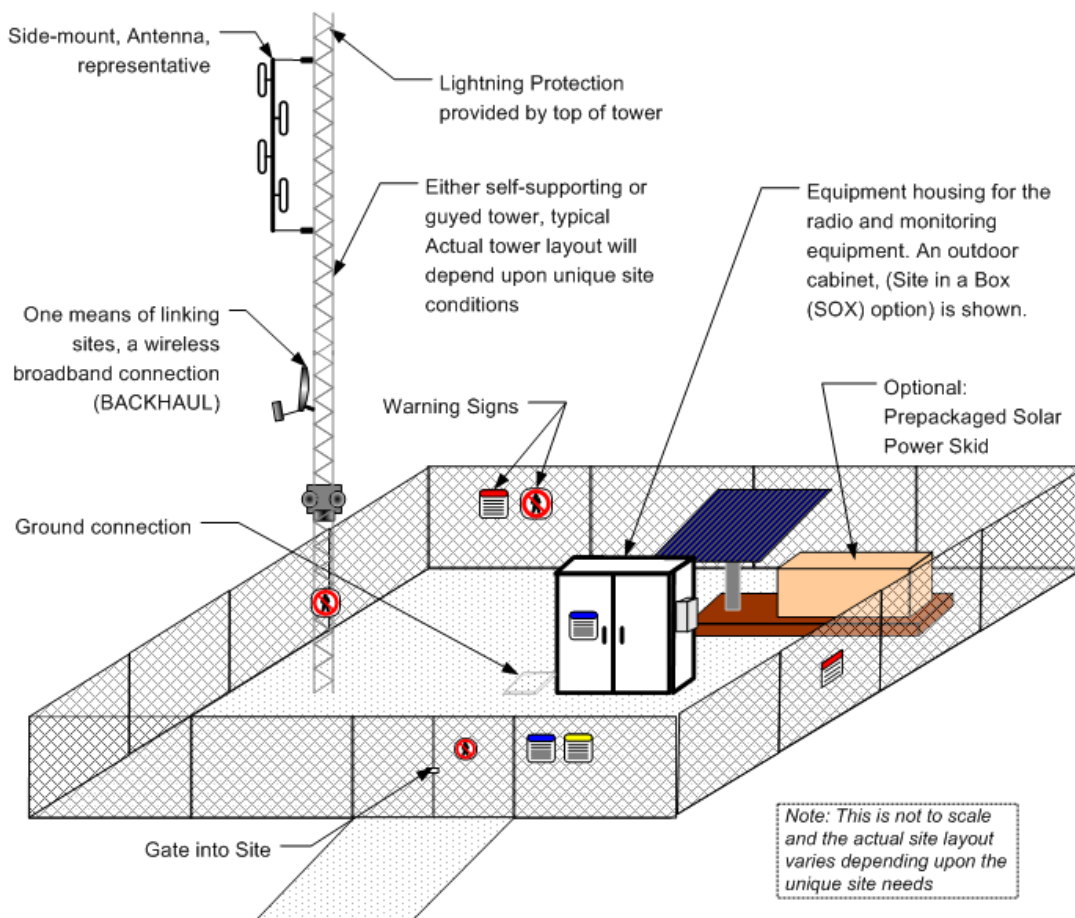 Side-mount, Antenna,
representative
Lightning Protection
provided by top of tower
Either self-supporting or
guyed tower, typical
Actual tower layout will
depend upon unique site
conditions
Equipment housing for the
radio and monitoring
equipment. An outdoor
cabinet, (Site in a Box
(SOX) option) is shown.
One means of linking
sites, a wireless
broadband connection
(BACKHAUL)
Warning Signs
Optional:
Prepackaged Solar
Power Skid
Ground connection
Gate into Site
Note: This is not to scale
and the actual site layout
varies depending upon the
unique site needs